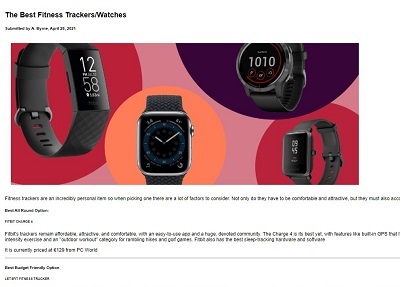 The Best Fitness Trackers/Watches
Submitted by A. Byrne, April 28, 2021
12
58
Fitness trackers are an incredibly personal item so when picking one there are a lot of factors to consider. Not only do they have to be comfortable and attractive, but they must also
Best All Round Option:
FITBIT CHARGE 4
Fitbit's trackers remain affordable, attractive, and comfortable, with an easy-to-use app and a huge, devoted community. The Charge 4 is its best yet, with features like built-in GPS that
intensity exercise and an "outdoor workout" category for rambling hikes and golf games. Fitbit also has the best sleep-tracking hardware and software
It is currently priced at €129 from PC World
Best Budget Friendly Option
LETSFIT FITNESS TRACKER